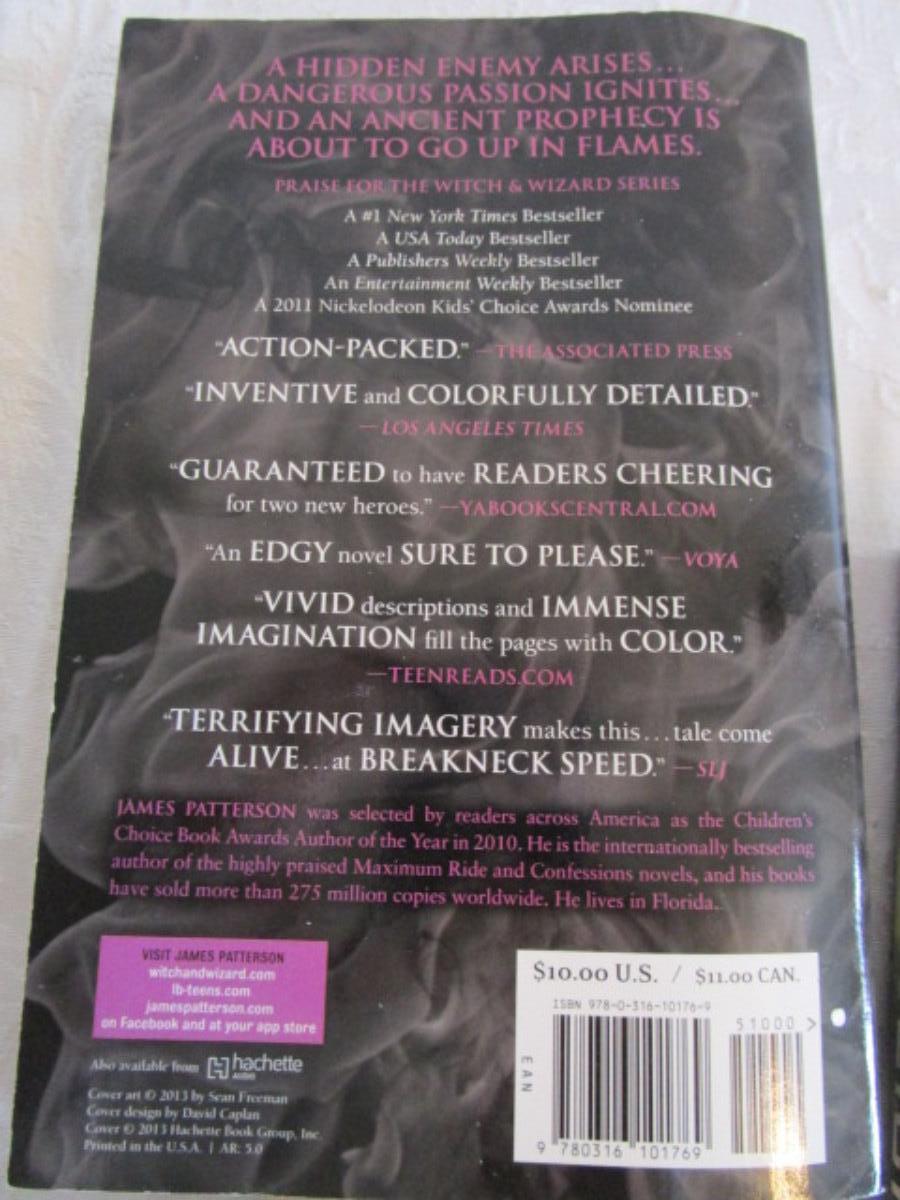 A HIDDEN ENEMY ARISES...
A DANGEROUS PASSION IGNITES...
AND AN ANCIENT PROPHECY IS
ABOUT TO GO UP IN FLAMES.
PRAISE FOR THE WITCH & WIZARD SERIES
A #1 New York Times Bestseller
A USA Today Bestseller
A Publishers Weekly Bestseller
An Entertainment Weekly Bestseller
A 2011 Nickelodeon Kids' Choice Awards Nominee
"ACTION-PACKED." —THE ASSOCIATED PRESS
"INVENTIVE and COLORFULLY DETAILED."
—LOS ANGELES TIMES
"GUARANTEED to have READERS CHEERING
for two new heroes." —YABOOKSCENTRAL.COM
"An EDGY novel SURE TO PLEASE." —VOYA
"VIVID descriptions and IMMENSE
IMAGINATION fill the pages with COLOR."
—TEENREADS.COM
"TERRIFYING IMAGERY makes this...tale come
ALIVE...at BREAKNECK SPEED." —SLJ
JAMES PATTERSON was selected by readers across America as the Children's
Choice Book Awards Author of the Year in 2010. He is the internationally bestselling
author of the highly praised Maximum Ride and Confessions novels, and his books
have sold more than 275 million copies worldwide. He lives in Florida.
VISIT JAMES PATTERSON
witchandwizard.com
lb-teens.com
jamespatterson.com
on Facebook and at your app store
Also available from hachette
AUDIO
Cover art © 2013 by Sean Freeman
Cover design by David Caplan
Cover © 2013 Hachette Book Group, Inc.
Printed in the U.S.A. | AR: 5.0
$10.00 U.S. / $11.00 CAN.
ISBN 978-0-316-10176-9
51000 >
EAN
9 780316 101769